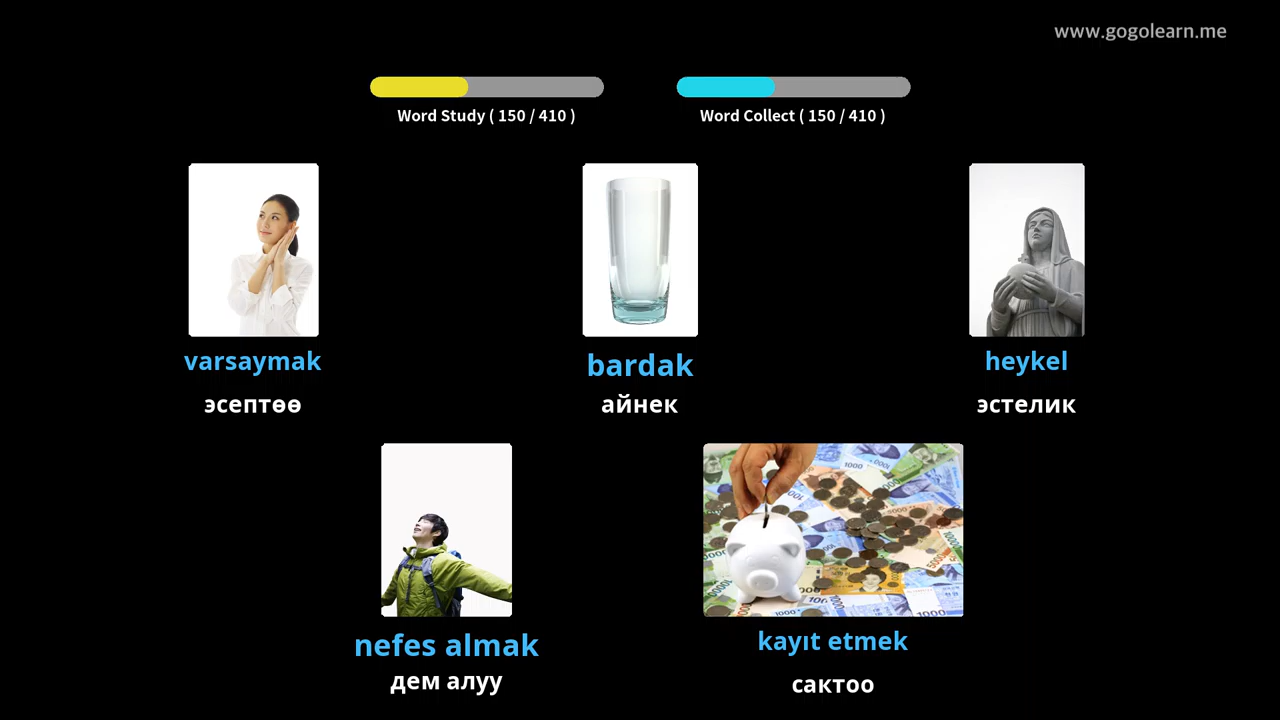 www.gogolearn.me
Word Study ( 150 / 410 )
Word Collect ( 150 / 410 )
varsaymak
эсептөө
bardak
айнек
heykel
эстелик
nefes almak
дем алуу
kayıt etmek
сактоо